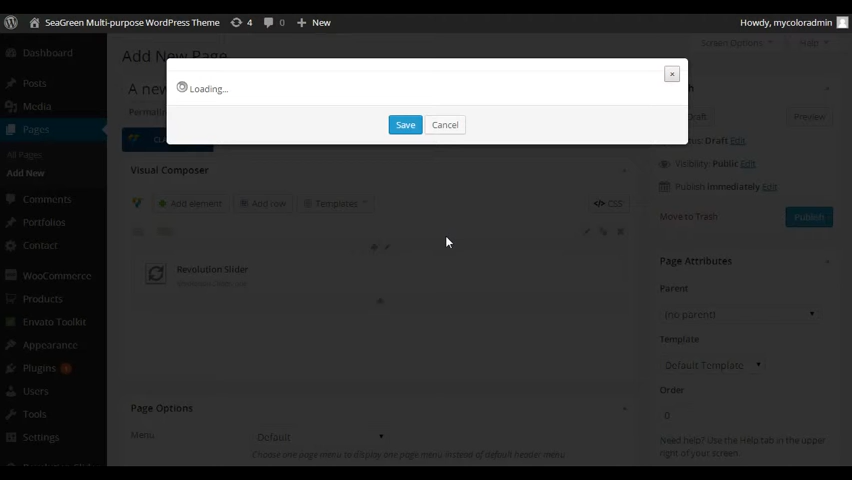 SeaGreen Multi-purpose WordPress Theme 4 0 New Howdy, mycoloradmin
Dashboard
Posts
Media
Pages
All Pages
Add New
Comments
Portfolios
Contact
WooCommerce
Products
Envato Toolkit
Appearance
Plugins
Users
Tools
Settings
Screen Options Help
Add New Page
A new
Loading...
×
Save Cancel
Visual Composer
Add element Add row Templates </> CSS
Revolution Slider
Draft Preview
Draft Edit
Visibility: Public Edit
Publish immediately Edit
Move to Trash Publish
Page Attributes
Parent
(no parent)
Template
Default Template
Order
0
Need help? Use the Help tab in the upper
right of your screen.
Page Options
Menu Default
Choose one page menu to display one page menu instead of default header menu